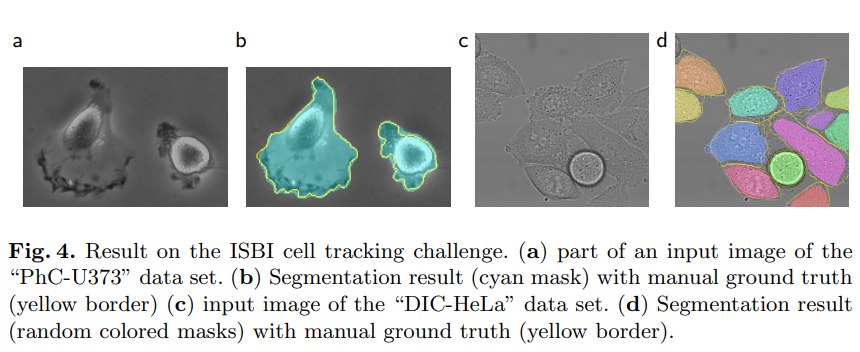 a b c d
Fig. 4. Result on the ISBI cell tracking challenge. (a) part of an input image of the
“PhC-U373” data set. (b) Segmentation result (cyan mask) with manual ground truth
(yellow border) (c) input image of the “DIC-HeLa” data set. (d) Segmentation result
(random colored masks) with manual ground truth (yellow border).